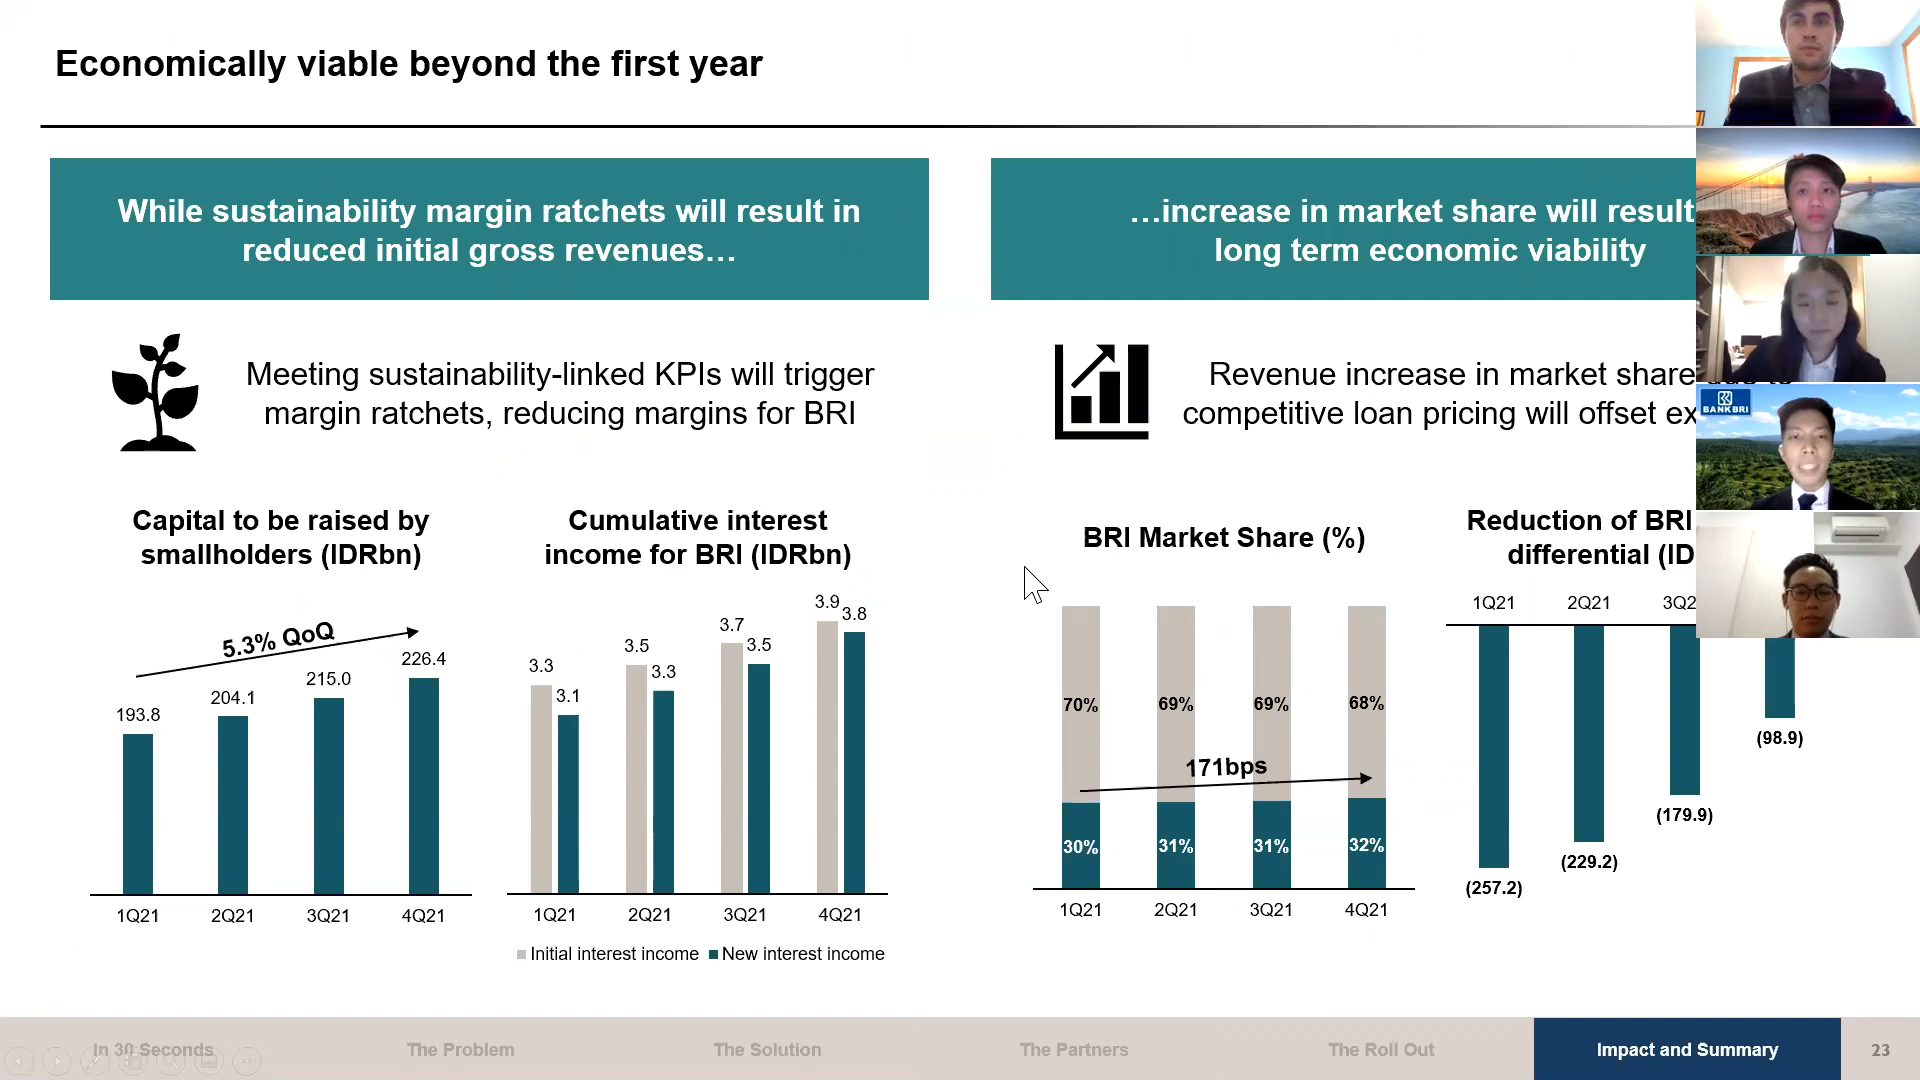 Economically viable beyond the first year
While sustainability margin ratchets will result in
reduced initial gross revenues…
…increase in market share will result
long term economic viability
Meeting sustainability-linked KPIs will trigger
margin ratchets, reducing margins for BRI
Revenue increase in market share
competitive loan pricing will offset
BANK BRI
Capital to be raised by
smallholders (IDRbn)
5.3% QoQ
193.8
204.1
215.0
226.4
1Q21 2Q21 3Q21 4Q21
Cumulative interest
income for BRI (IDRbn)
3.3 3.1
3.5 3.3
3.7 3.5
3.9 3.8
1Q21 2Q21 3Q21 4Q21
Initial interest income New interest income
BRI Market Share (%)
70% 69% 69% 68%
171bps
30% 31% 31% 32%
1Q21 2Q21 3Q21 4Q21
Reduction of BRI
differential
1Q21 2Q21
(257.2)
(229.2)
(179.9)
(98.9)
In 30 Seconds The Problem The Solution The Partners The Roll Out Impact and Summary 23